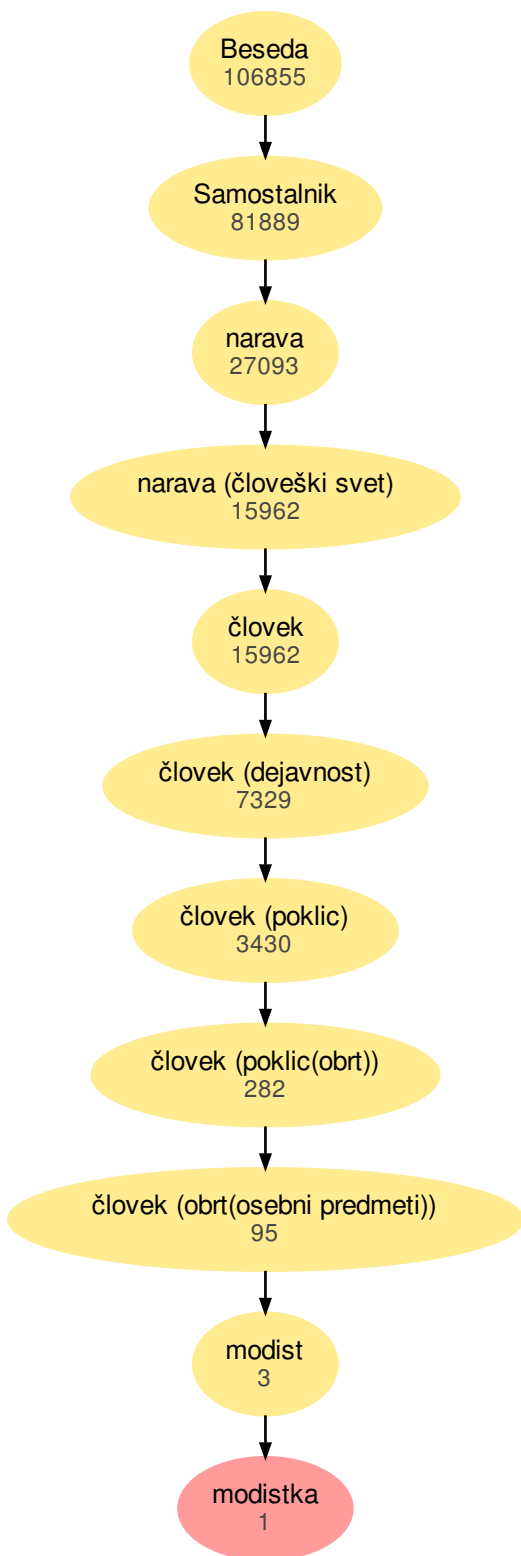 Beseda
106855
Samostalnik
81889
narava
27093
narava (človeški svet)
15962
človek
15962
človek (dejavnost)
7329
človek (poklic)
3430
človek (poklic(obrt))
282
človek (obrt(osebni predmeti))
95
modist
3
modistka
1